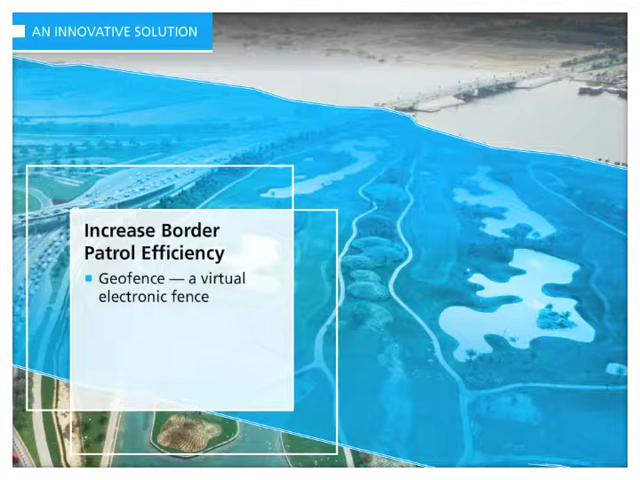 AN INNOVATIVE SOLUTION
Increase Border
Patrol Efficiency
Geofence — a virtual
electronic fence